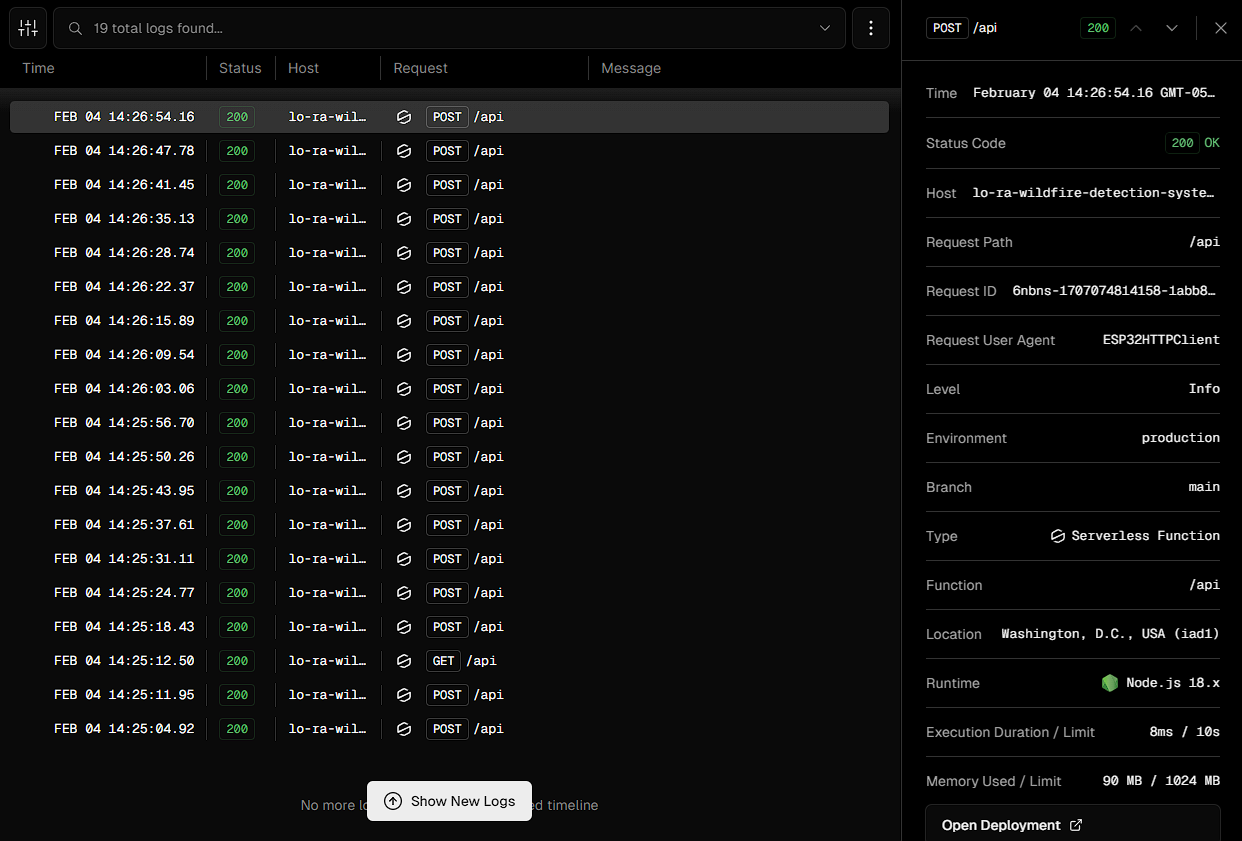 19 total logs found...
Time Status Host Request Message
FEB 04 14:26:54.16 200 lo-ra-wil… POST /api
FEB 04 14:26:47.78 200 lo-ra-wil… POST /api
FEB 04 14:26:41.45 200 lo-ra-wil… POST /api
FEB 04 14:26:35.13 200 lo-ra-wil… POST /api
FEB 04 14:26:28.74 200 lo-ra-wil… POST /api
FEB 04 14:26:22.37 200 lo-ra-wil… POST /api
FEB 04 14:26:15.89 200 lo-ra-wil… POST /api
FEB 04 14:26:09.54 200 lo-ra-wil… POST /api
FEB 04 14:26:03.06 200 lo-ra-wil… POST /api
FEB 04 14:25:56.70 200 lo-ra-wil… POST /api
FEB 04 14:25:50.26 200 lo-ra-wil… POST /api
FEB 04 14:25:43.95 200 lo-ra-wil… POST /api
FEB 04 14:25:37.61 200 lo-ra-wil… POST /api
FEB 04 14:25:31.11 200 lo-ra-wil… POST /api
FEB 04 14:25:24.77 200 lo-ra-wil… POST /api
FEB 04 14:25:18.43 200 lo-ra-wil… POST /api
FEB 04 14:25:12.50 200 lo-ra-wil… GET /api
FEB 04 14:25:11.95 200 lo-ra-wil… POST /api
FEB 04 14:25:04.92 200 lo-ra-wil… POST /api
No more timeline
Show New Logs
POST /api 200
Time February 04 14:26:54.16 GMT-05…
Status Code 200 OK
Host lo-ra-wildfire-detection-syste…
Request Path /api
Request ID 6nbns-1707074814158-1abb8…
Request User Agent ESP32HTTPClient
Level Info
Environment production
Branch main
Type Serverless Function
Function /api
Location Washington, D.C., USA (iad1)
Runtime Node.js 18.x
Execution Duration / Limit 8ms / 10s
Memory Used / Limit 90 MB / 1024 MB
Open Deployment